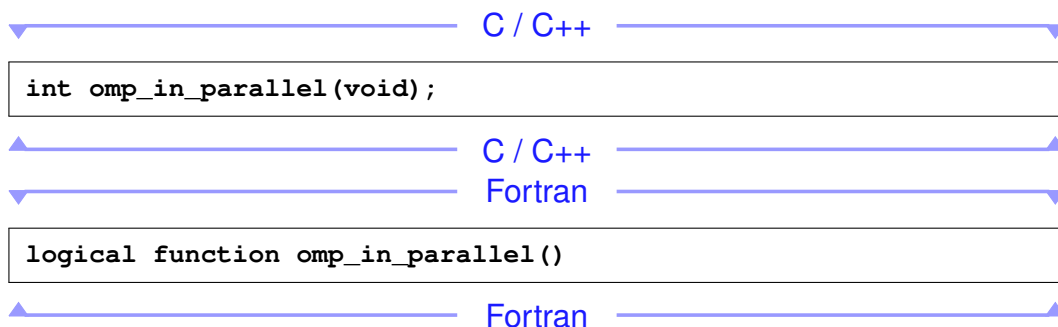 C / C++
int omp_in_parallel(void);
C / C++
Fortran
logical function omp_in_parallel()
Fortran